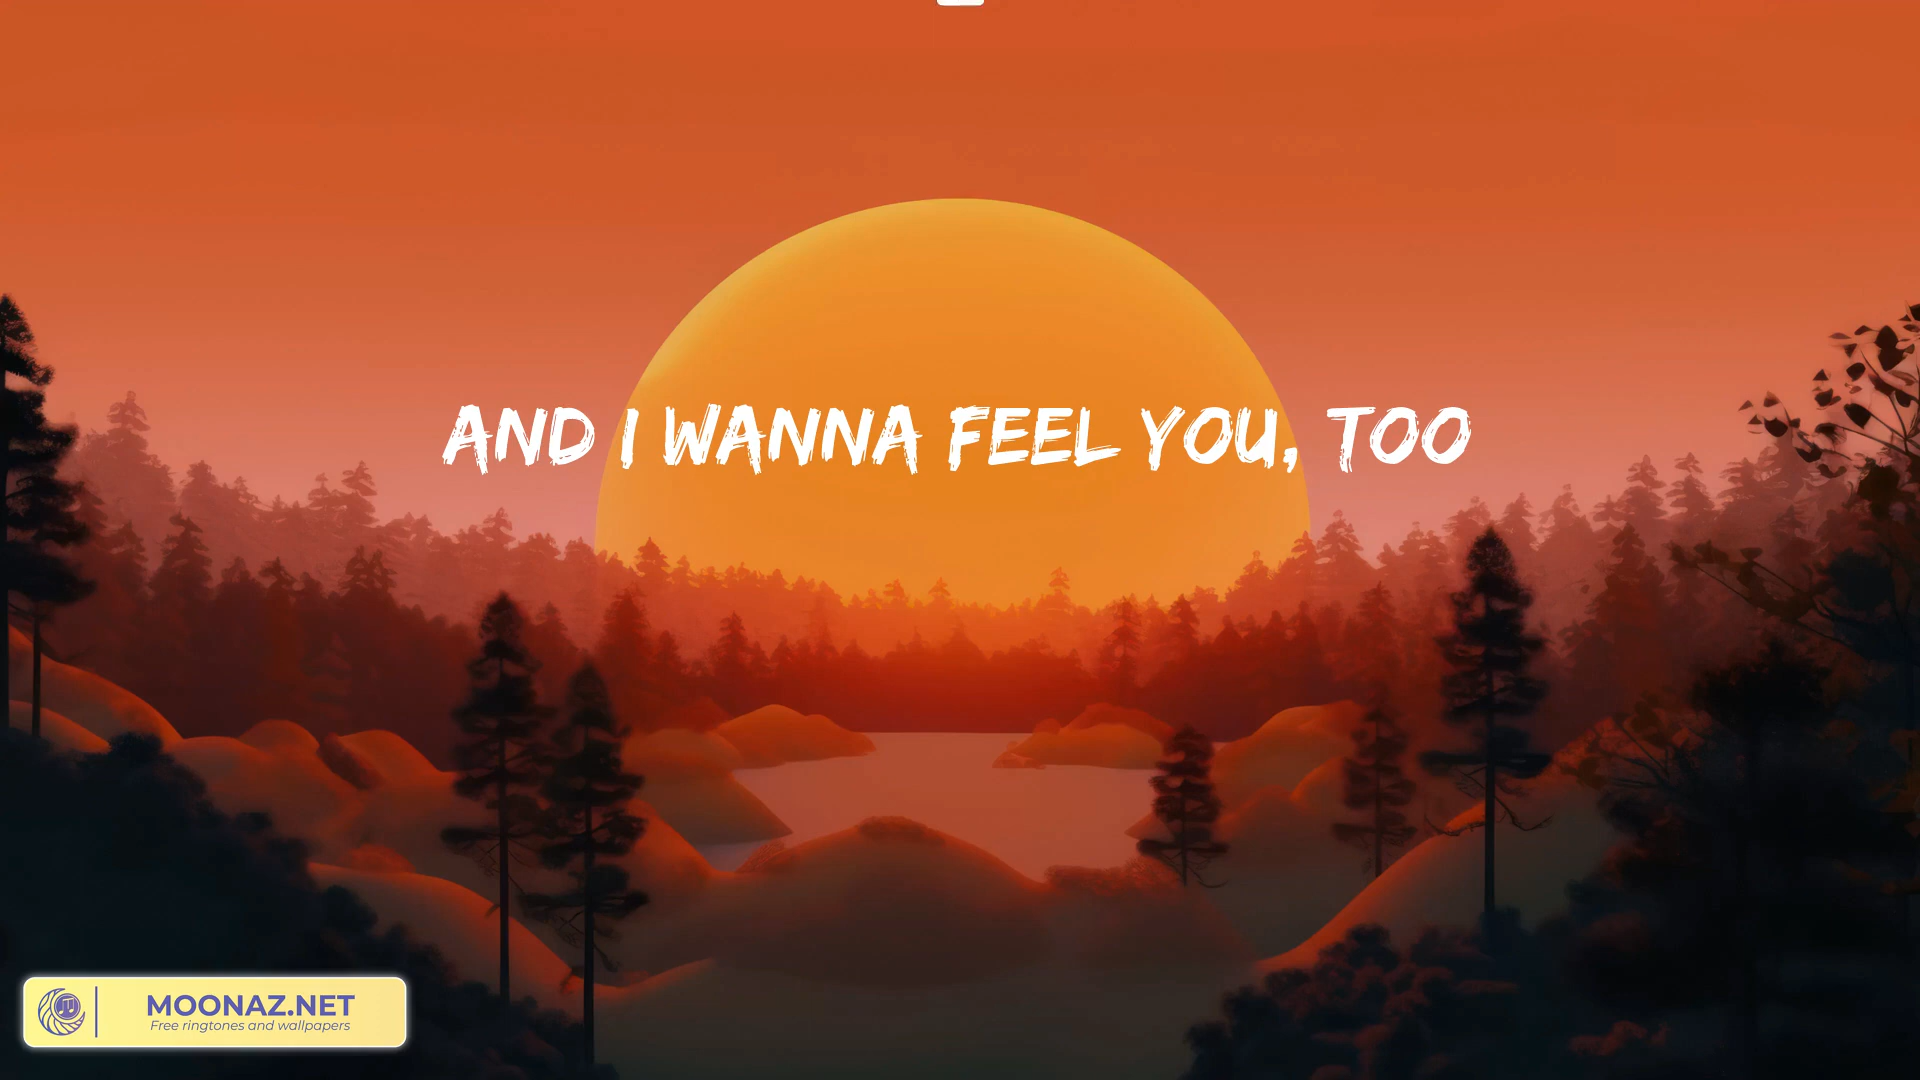 AND I WANNA FEEL YOU, TOO
MOONAZ.NET
Free ringtones and wallpapers